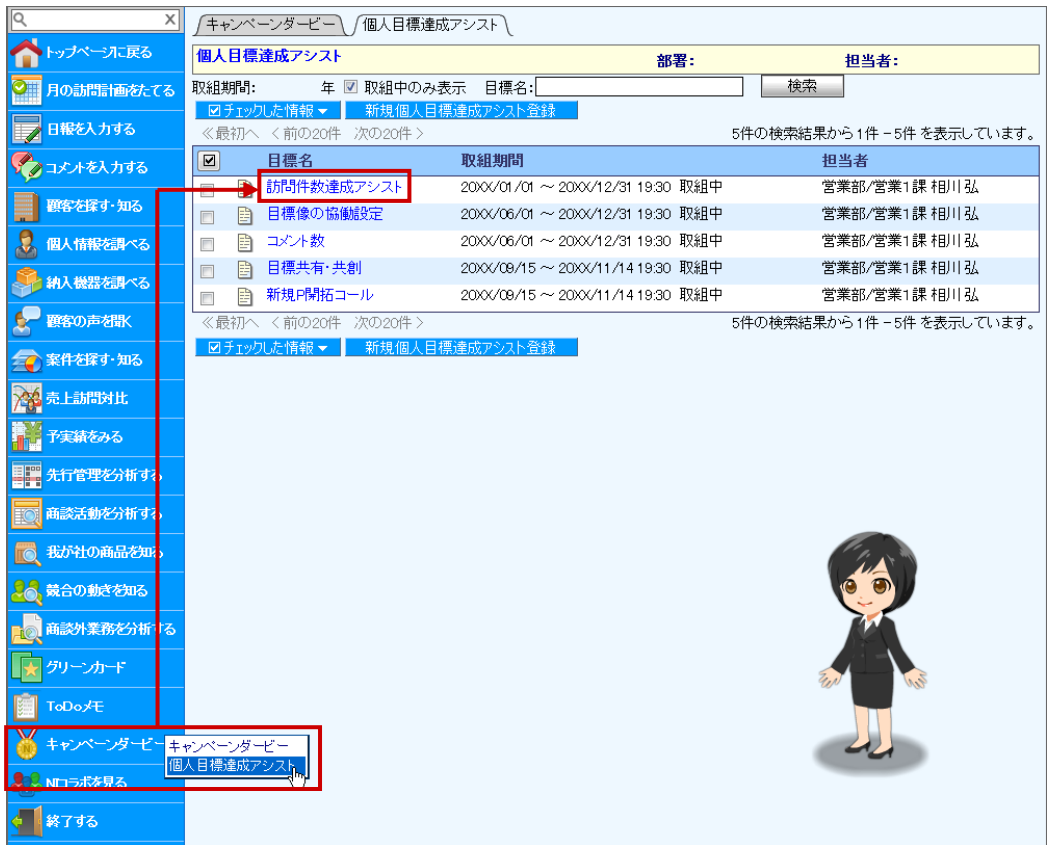 X
トップページに戻る
月の訪問計画をたてる
日報を入力する
コメントを入力する
顧客を探す・知る
個人情報を調べる
納入機器を調べる
顧客の声を聞く
案件を探す・知る
売上訪問対比
予実績をみる
先行管理を分析する
商談活動を分析する
我が社の商品を知る
競合の動きを知る
商談外業務を分析する
グリーンカード
ToDoメモ
キャンペーンダービー
NIコラボを見る
終了する
キャンペーンダービー
個人目標達成アシスト
キャンペーンダービー 個人目標達成アシスト
個人目標達成アシスト 部署: 担当者:
取組期間: 年 取組中のみ表示 目標名: 検索
チェックした情報▼ 新規個人目標達成アシスト登録
≪最初へ ＜前の20件 次の20件＞ 5件の検索結果から1件－5件 を表示しています。
目標名 取組期間 担当者
訪問件数達成アシスト 20XX/01/01 ～ 20XX/12/31 19:30 取組中 営業部/営業1課 相川 弘
目標像の協働設定 20XX/06/01 ～ 20XX/12/31 19:30 取組中 営業部/営業1課 相川 弘
コメント数 20XX/06/01 ～ 20XX/12/31 19:30 取組中 営業部/営業1課 相川 弘
目標共有・共創 20XX/09/15 ～ 20XX/11/14 19:30 取組中 営業部/営業1課 相川 弘
新規P開拓コール 20XX/09/15 ～ 20XX/11/14 19:30 取組中 営業部/営業1課 相川 弘
≪最初へ ＜前の20件 次の20件＞ 5件の検索結果から1件－5件 を表示しています。
チェックした情報▼ 新規個人目標達成アシスト登録